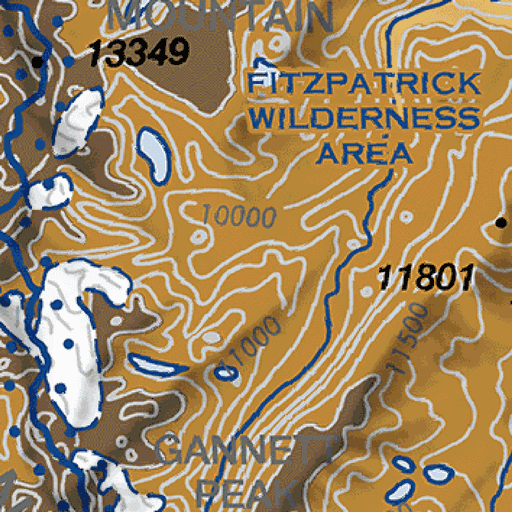 MOUNTAIN
13349
FITZPATRICK
WILDERNESS
AREA
10000
11801
11000
11500
GANNETT
PEAK